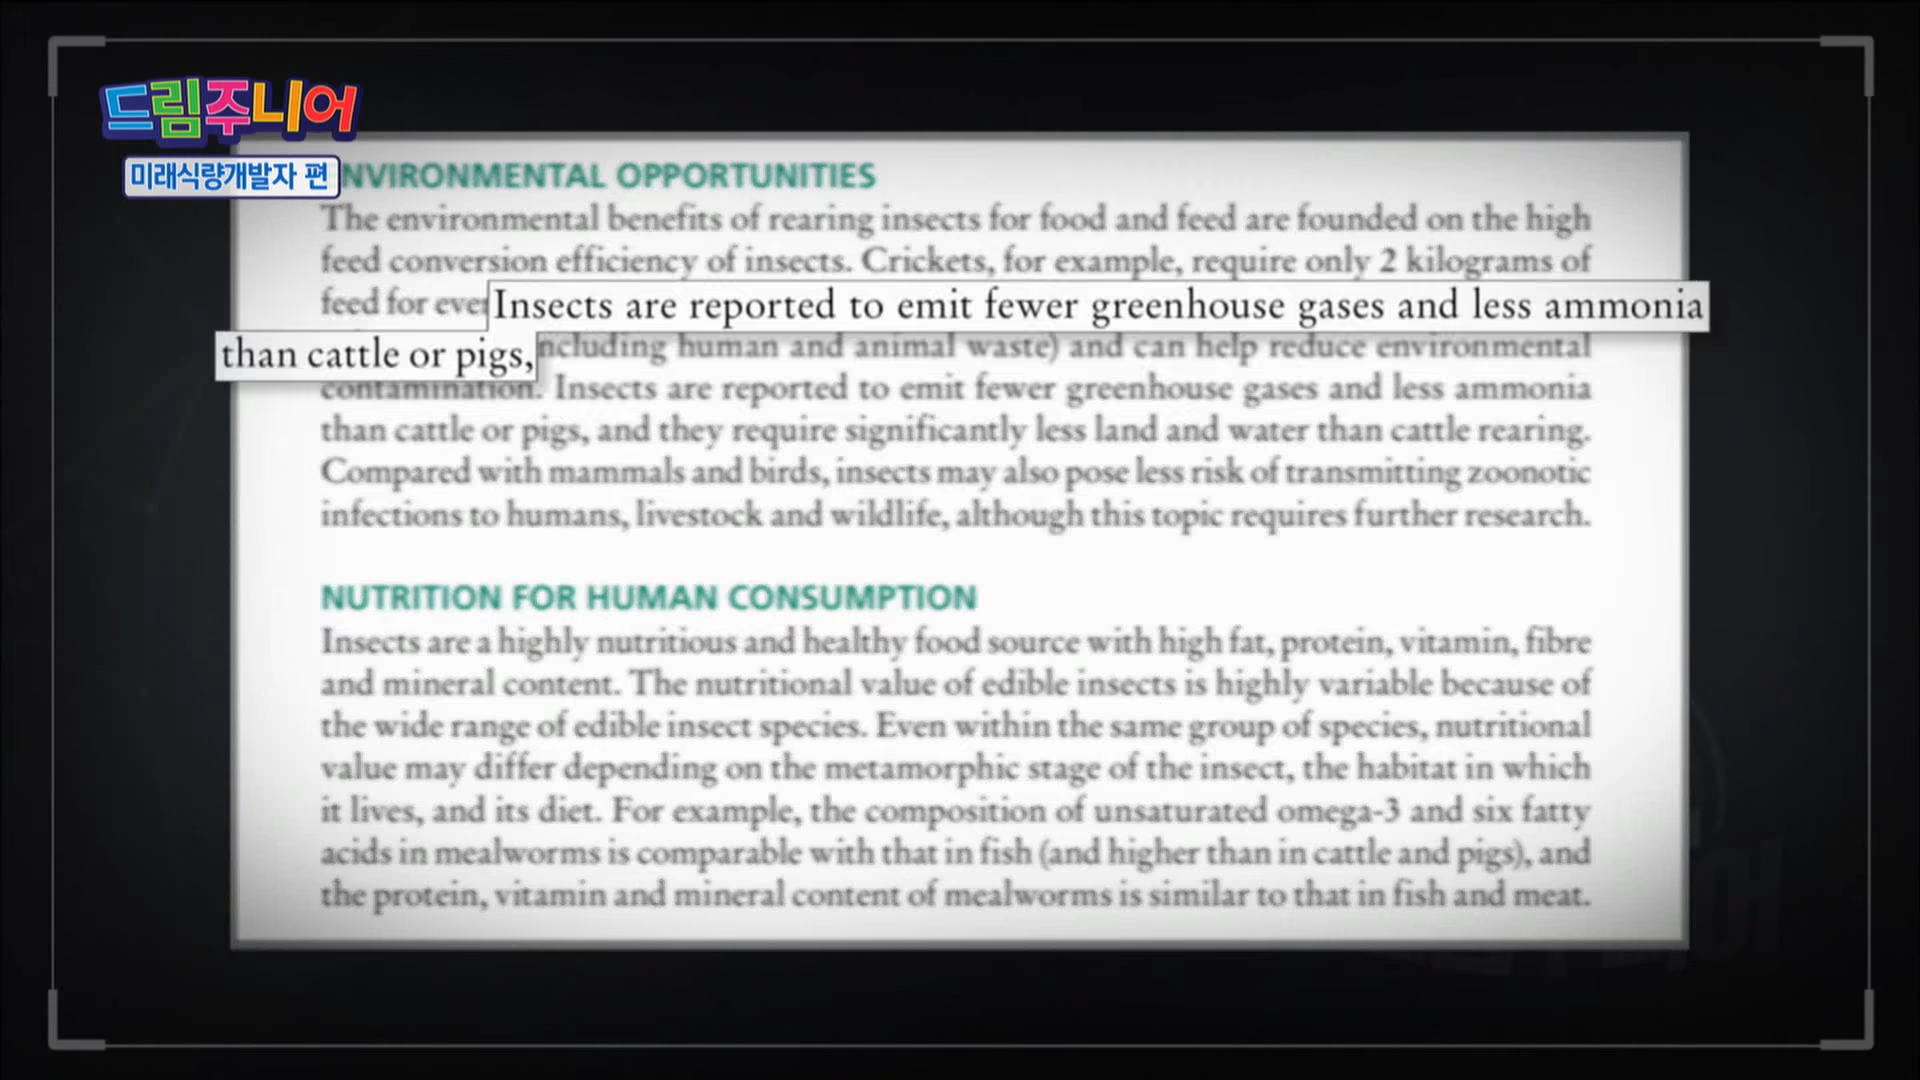 드림주니어
미래식량개발자 편
NVIRONMENTAL OPPORTUNITIES
The environmental benefits of rearing insects for food and feed are founded on the high
feed conversion efficiency of insects. Crickets, for example, require only 2 kilograms of
feed for ever
Insects are reported to emit fewer greenhouse gases and less ammonia
than cattle or pigs,
ncluding human and animal waste) and can help reduce environmental
contamination. Insects are reported to emit fewer greenhouse gases and less ammonia
than cattle or pigs, and they require significantly less land and water than cattle rearing.
Compared with mammals and birds, insects may also pose less risk of transmitting zoonotic
infections to humans, livestock and wildlife, although this topic requires further research.
NUTRITION FOR HUMAN CONSUMPTION
Insects are a highly nutritious and healthy food source with high fat, protein, vitamin, fibre
and mineral content. The nutritional value of edible insects is highly variable because of
the wide range of edible insect species. Even within the same group of species, nutritional
value may differ depending on the metamorphic stage of the insect, the habitat in which
it lives, and its diet. For example, the composition of unsaturated omega-3 and six fatty
acids in mealworms is comparable with that in fish (and higher than in cattle and pigs), and
the protein, vitamin and mineral content of mealworms is similar to that in fish and meat.